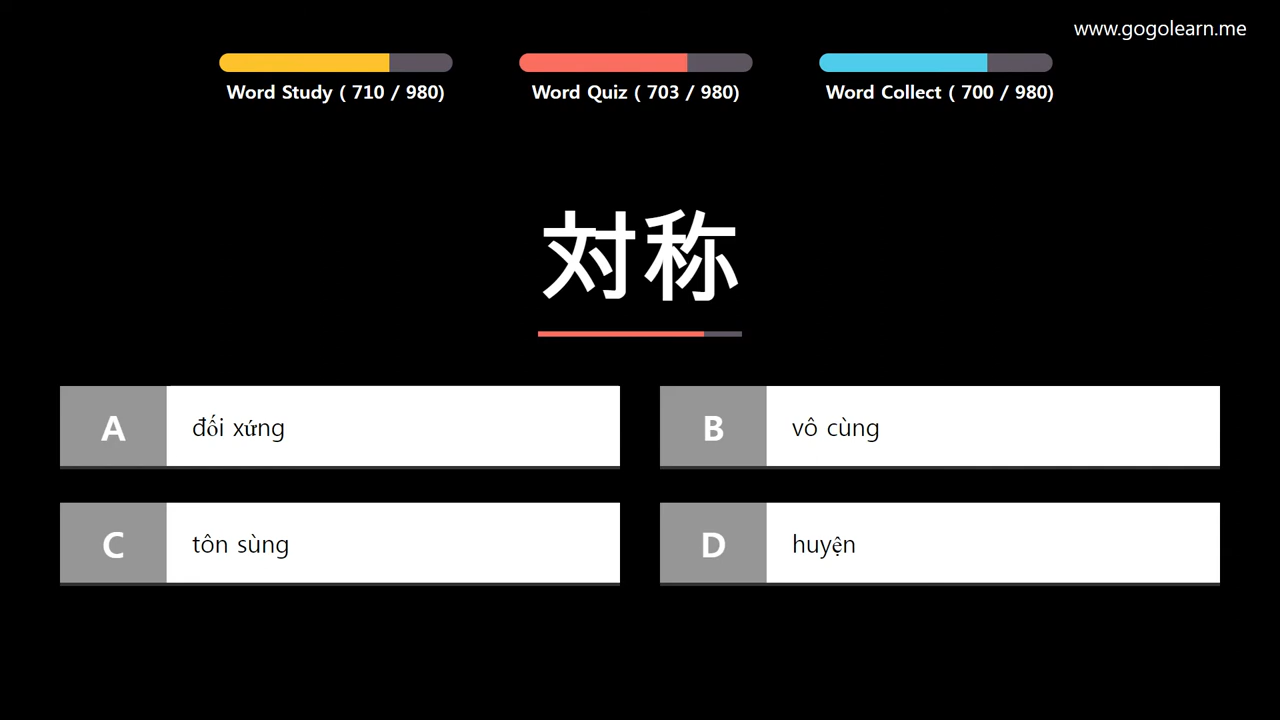 www.gogolearn.me
Word Study ( 710 / 980)
Word Quiz ( 703 / 980)
Word Collect ( 700 / 980)
対称
A
đối xứng
B
vô cùng
C
tôn sùng
D
huyện